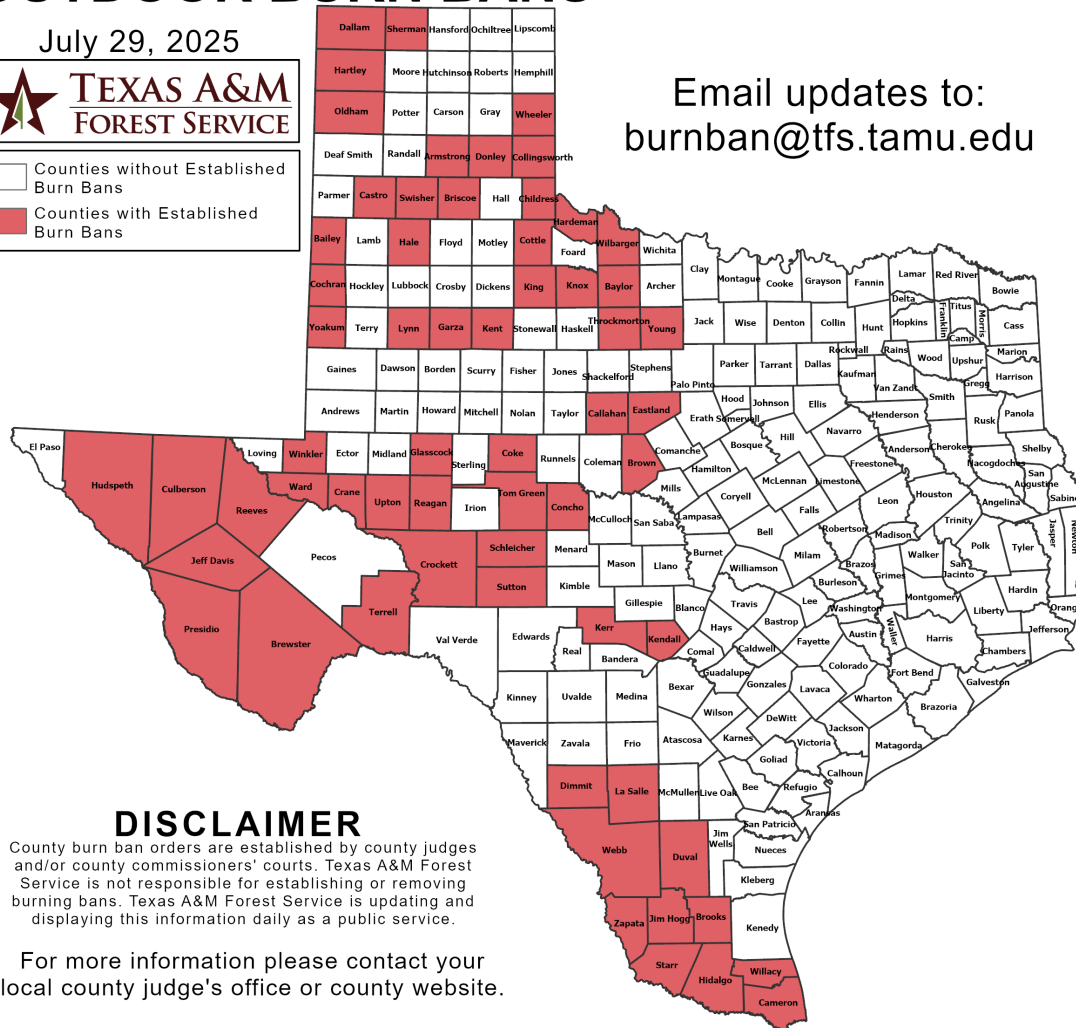 July 29, 2025
TEXAS A&M
FOREST SERVICE
Counties without Established
Burn Bans
Counties with Established
Burn Bans
Email updates to:
burnban@tfs.tamu.edu
Dallam Sherman Hansford Ochiltree Lipscomb
Hartley Moore Hutchinson Roberts Hemphill
Oldham Potter Carson Gray Wheeler
Deaf Smith Randall Armstrong Donley Collingsworth
Parmer Castro Swisher Briscoe Hall Childress
Hardeman
Bailey Lamb Hale Floyd Motley Cottle Foard Wilbarger Wichita
Clay Montague Cooke Grayson Fannin Lamar Red River Bowie
Cochran Hockley Lubbock Crosby Dickens King Knox Baylor Archer
Delta Titus Franklin Morris
Yoakum Terry Lynn Garza Kent Stonewall Haskell Throckmorton Young Jack Wise Denton Collin Hunt Hopkins Camp Cass
Gaines Dawson Borden Scurry Fisher Jones Shackelford Stephens Palo Pinto Parker Tarrant Dallas Rockwall Rains Wood Upshur Marion
Kaufman Van Zandt Gregg Harrison
Andrews Martin Howard Mitchell Nolan Taylor Callahan Eastland Erath Hood Somervell Johnson Ellis Henderson Smith Rusk Panola
El Paso Loving Winkler Ector Midland Glasscock Sterling Coke Runnels Coleman Brown Comanche Bosque Hill Navarro Anderson Cherokee Shelby
Hamilton Freestone Nacogdoches San Augustine Sabine
Hudspeth Culberson Reeves Ward Crane Upton Reagan Irion Tom Green Concho Mills Coryell McLennan Limestone Leon Houston Angelina
McCulloch San Saba Lampasas Bell Falls Robertson Madison Trinity Jasper Newton
Jeff Davis Pecos Crockett Schleicher Menard Mason Llano Burnet Williamson Milam Brazos Grimes Walker San Jacinto Polk Tyler
Terrell Sutton Kimble Gillespie Blanco Travis Lee Burleson Washington Montgomery Liberty Hardin Orange
Presidio Brewster Val Verde Edwards Kerr Kendall Hays Bastrop Fayette Austin Waller Harris Jefferson
Real Bandera Comal Caldwell Colorado Chambers
Kinney Uvalde Medina Bexar Guadalupe Gonzales Lavaca Wharton Fort Bend Galveston
Wilson DeWitt Jackson Brazoria
Maverick Zavala Frio Atascosa Karnes Victoria Matagorda
Goliad Calhoun
Dimmit La Salle McMullen Live Oak Bee Refugio
Aransas
San Patricio
Webb Duval Jim Wells Nueces
Kleberg
Zapata Jim Hogg Brooks Kenedy
Starr Hidalgo Willacy
Cameron
DISCLAIMER
County burn ban orders are established by county judges
and/or county commissioners' courts. Texas A&M Forest
Service is not responsible for establishing or removing
burning bans. Texas A&M Forest Service is updating and
displaying this information daily as a public service.
For more information please contact your
local county judge's office or county website.